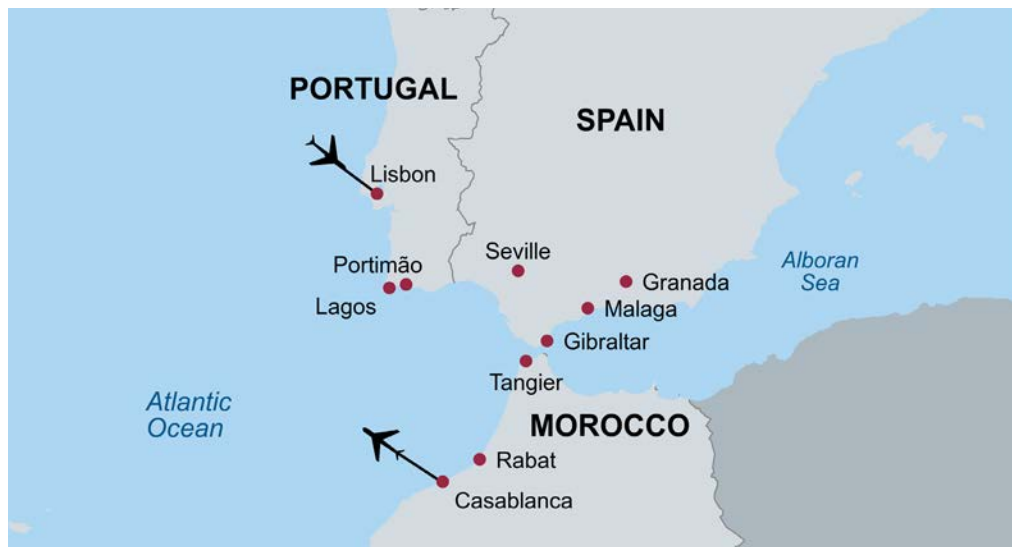 PORTUGAL
SPAIN
Lisbon
Seville
Portimão
Lagos
Granada
Alboran
Sea
Malaga
Gibraltar
Tangier
Atlantic
Ocean
MOROCCO
Rabat
Casablanca